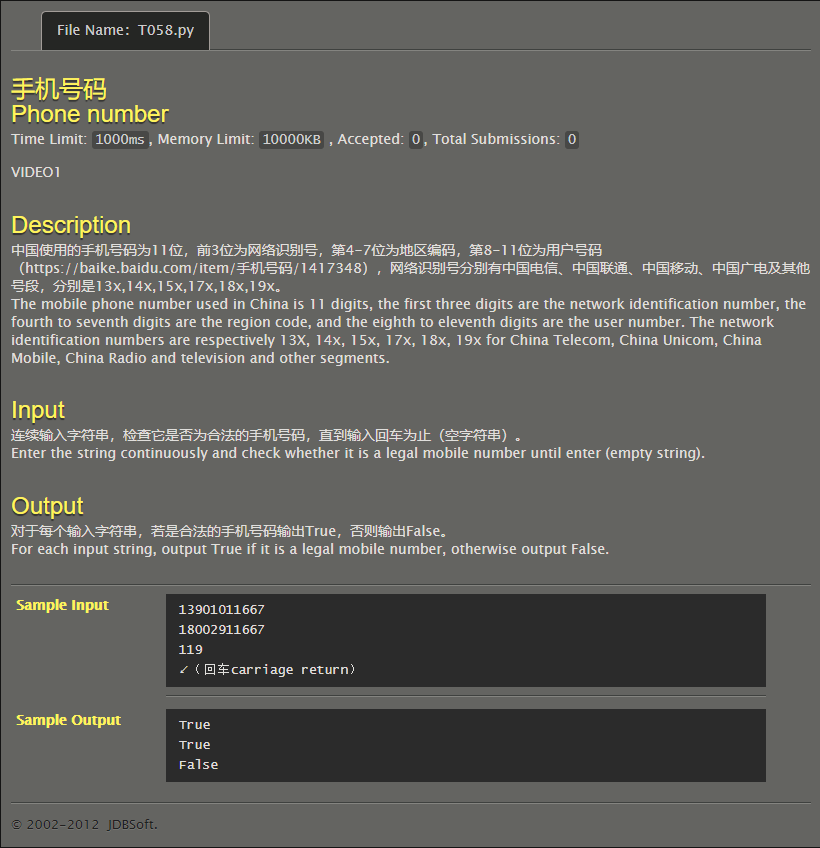 File Name: T058.py
手机号码
Phone number
Time Limit: 1000ms, Memory Limit: 10000KB , Accepted: 0, Total Submissions: 0
VIDEO1
Description
中国使用的手机号码为11位，前3位为网络识别号，第4-7位为地区编码，第8-11位为用户号码
（https://baike.baidu.com/item/手机号码/1417348），网络识别号分别有中国电信、中国联通、中国移动、中国广电及其他
号段，分别是13x,14x,15x,17x,18x,19x。
The mobile phone number used in China is 11 digits, the first three digits are the network identification number, the
fourth to seventh digits are the region code, and the eighth to eleventh digits are the user number. The network
identification numbers are respectively 13X, 14x, 15x, 17x, 18x, 19x for China Telecom, China Unicom, China
Mobile, China Radio and television and other segments.
Input
连续输入字符串，检查它是否为合法的手机号码，直到输入回车为止（空字符串）。
Enter the string continuously and check whether it is a legal mobile number until enter (empty string).
Output
对于每个输入字符串，若是合法的手机号码输出True，否则输出False。
For each input string, output True if it is a legal mobile number, otherwise output False.
Sample Input
13901011667
18002911667
119
↙（回车carriage return）
Sample Output
True
True
False
© 2002-2012 JDBSoft.